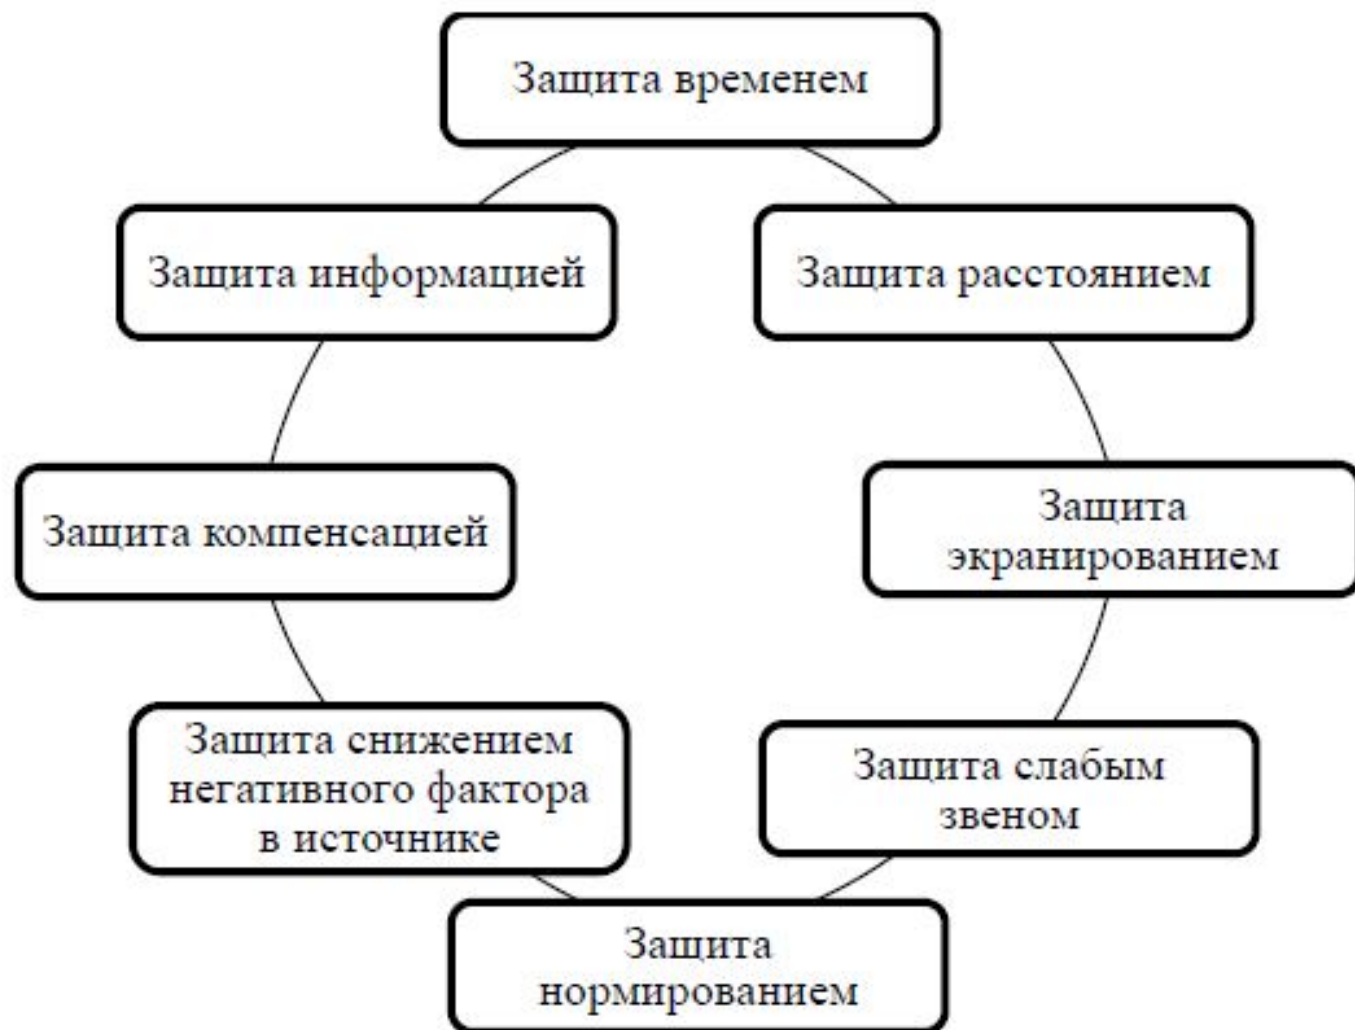 Защита временем
Защита информацией
Защита расстоянием
Защита компенсацией
Защита
экранированием
Защита снижением
негативного фактора
в источнике
Защита слабым
звеном
Защита
нормированием